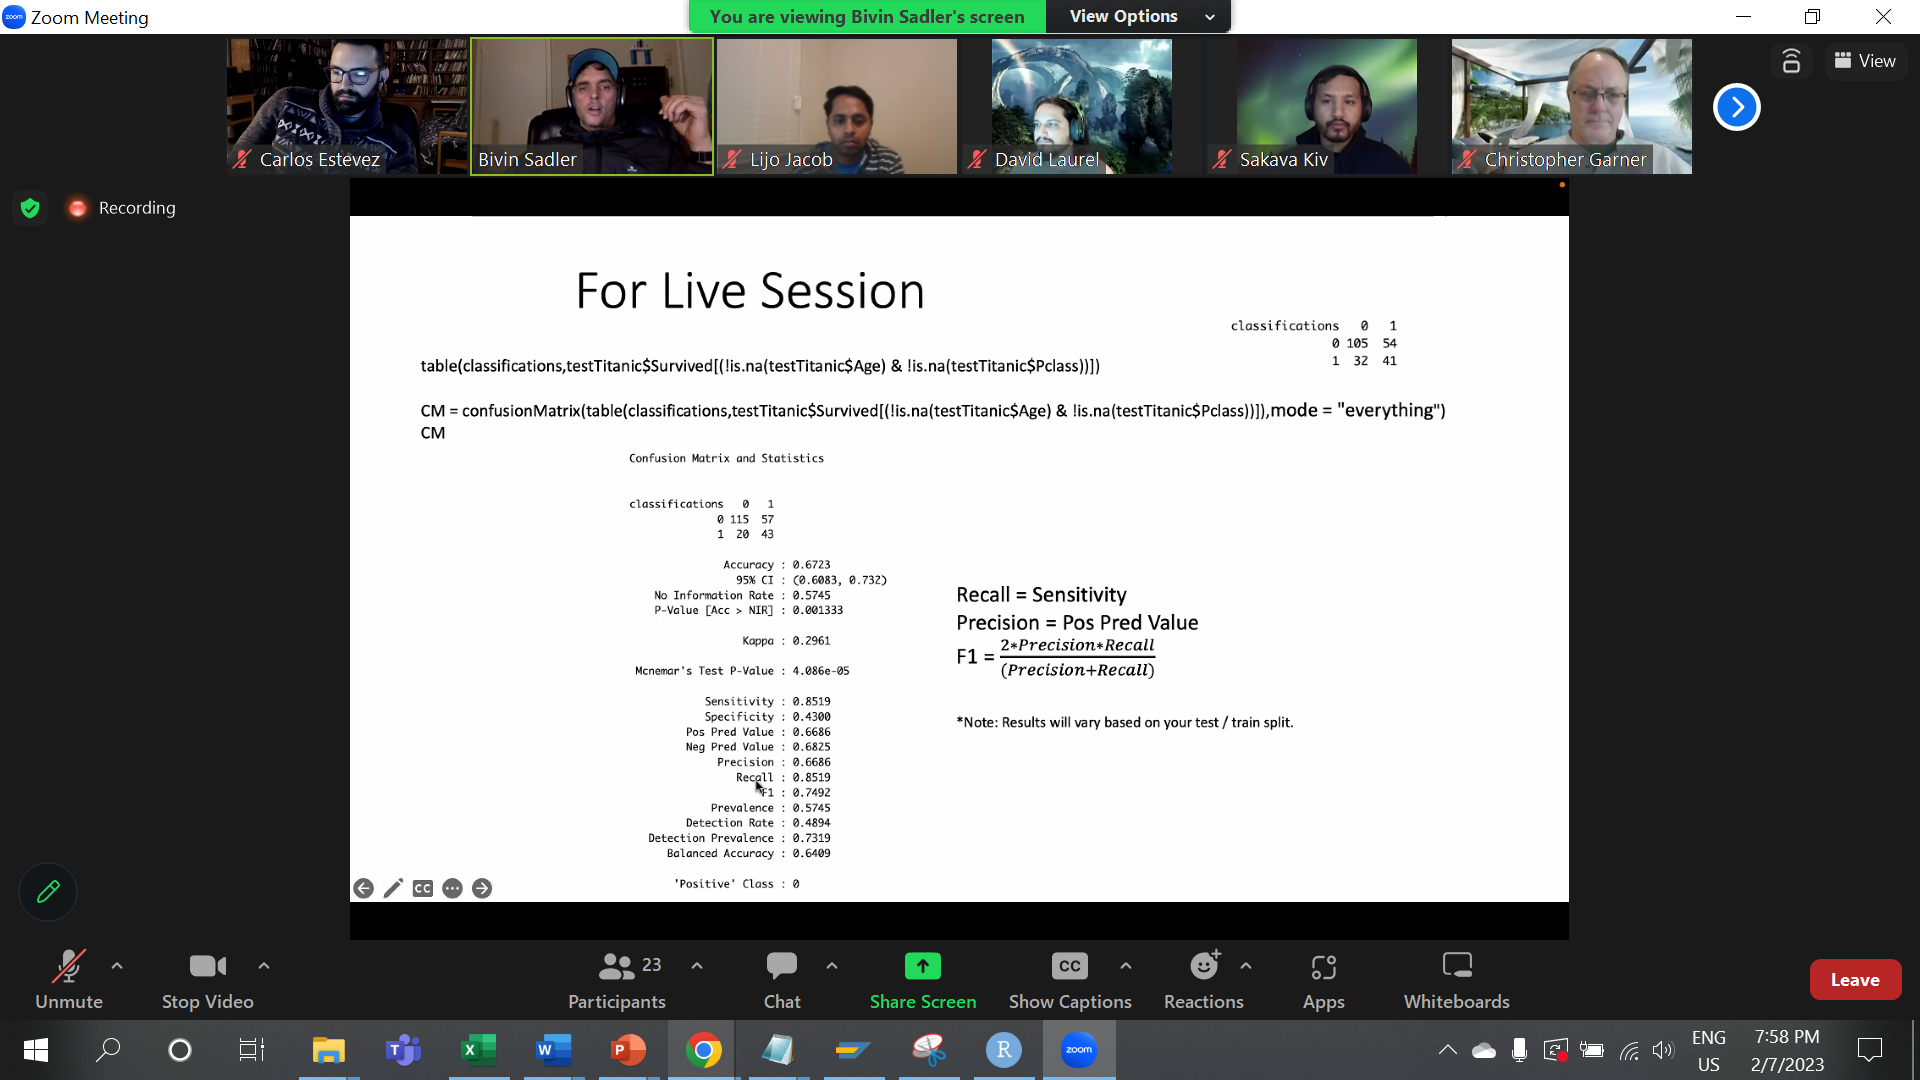 zoom Zoom Meeting
You are viewing Bivin Sadler's screen View Options
View
Carlos Estevez
Bivin Sadler
Lijo Jacob
David Laurel
Sakava Kiv
Christopher Garner
Recording
For Live Session
classifications 0 1
0 105 54
1 32 41
table(classifications,testTitanic$Survived[(!is.na(testTitanic$Age) & !is.na(testTitanic$Pclass))])
CM = confusionMatrix(table(classifications,testTitanic$Survived[(!is.na(testTitanic$Age) & !is.na(testTitanic$Pclass))]),mode = "everything")
CM
Confusion Matrix and Statistics
classifications 0 1
0 115 57
1 20 43
Accuracy : 0.6723
95% CI : (0.6083, 0.732)
No Information Rate : 0.5745
P-Value [Acc > NIR] : 0.001333
Kappa : 0.2961
Mcnemar's Test P-Value : 4.086e-05
Sensitivity : 0.8519
Specificity : 0.4300
Pos Pred Value : 0.6686
Neg Pred Value : 0.6825
Precision : 0.6686
Recall : 0.8519
F1 : 0.7492
Prevalence : 0.5745
Detection Rate : 0.4894
Detection Prevalence : 0.7319
Balanced Accuracy : 0.6409
'Positive' Class : 0
Recall = Sensitivity
Precision = Pos Pred Value
F1 = 2*Precision*Recall
(Precision+Recall)
*Note: Results will vary based on your test / train split.
CC
Unmute
Stop Video
23
Participants
Chat
Share Screen
CC
Show Captions
Reactions
Apps
Whiteboards
Leave
T
X
W
P
R
zoom
ENG
US
7:58 PM
2/7/2023